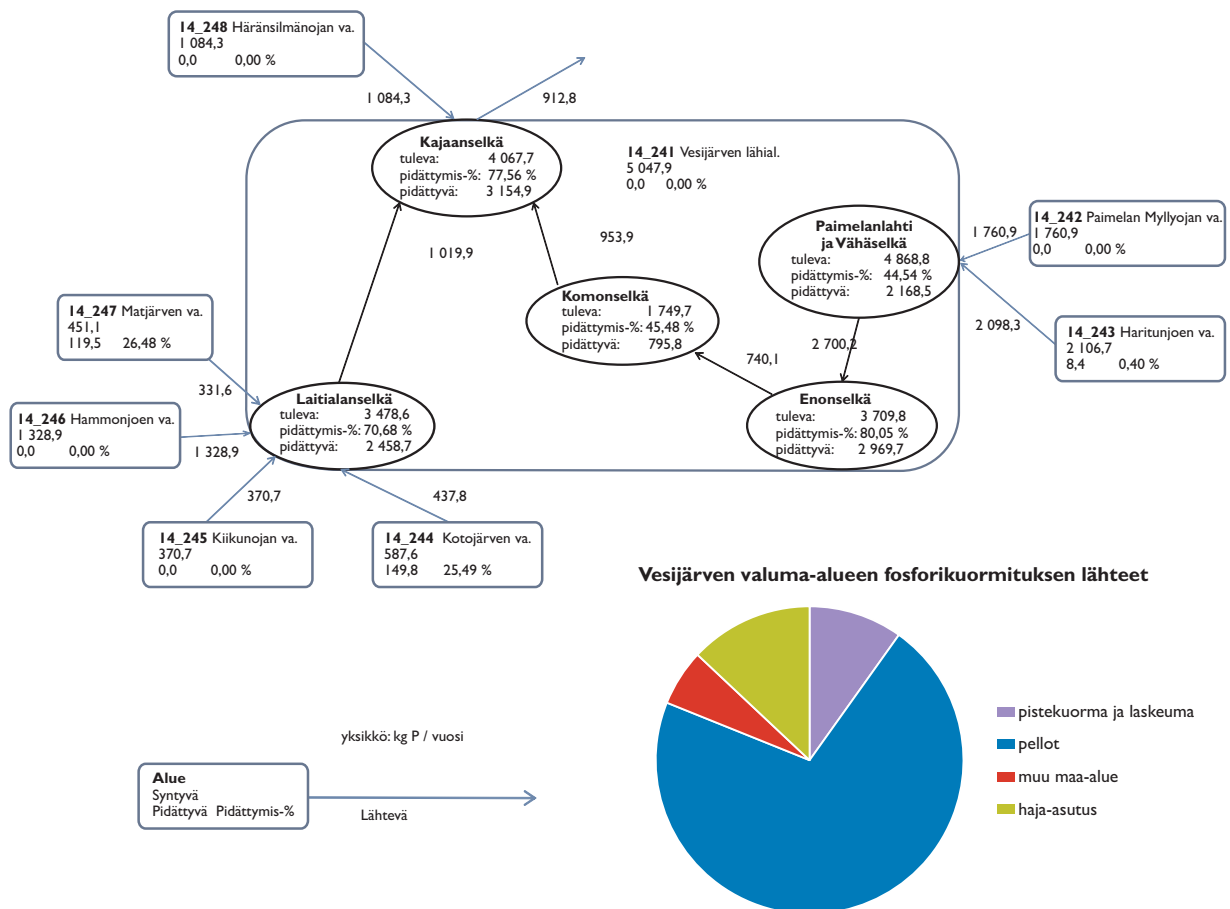 14_248 Häränsilmänojan va.
1 084,3
0,0 0,00 %
1 084,3
912,8
Kajaanselkä
tuleva: 4 067,7
pidättymis-%: 77,56 %
pidättyvä: 3 154,9
14_241 Vesijärven lähial.
5 047,9
0,0 0,00 %
Paimelanlahti
ja Vähäselkä
tuleva: 4 868,8
pidättymis-%: 44,54 %
pidättyvä: 2 168,5
1 760,9
14_242 Paimelan Myllyojan va.
1 760,9
0,0 0,00 %
1 019,9
953,9
Komonselkä
tuleva: 1 749,7
pidättymis-%: 45,48 %
pidättyvä: 795,8
14_247 Matjärven va.
451,1
119,5 26,48 %
2 098,3
14_243 Haritunjoen va.
2 106,7
8,4 0,40 %
740,1
2 700,2
331,6
Laitialanselkä
tuleva: 3 478,6
pidättymis-%: 70,68 %
pidättyvä: 2 458,7
Enonselkä
tuleva: 3 709,8
pidättymis-%: 80,05 %
pidättyvä: 2 969,7
14_246 Hammonjoen va.
1 328,9
0,0 0,00 %
1 328,9
370,7
437,8
14_245 Kiikunojan va.
370,7
0,0 0,00 %
14_244 Kotojärven va.
587,6
149,8 25,49 %
Vesijärven valuma-alueen fosforikuormituksen lähteet
pistekuorma ja laskeuma
pellot
muu maa-alue
haja-asutus
yksikkö: kg P / vuosi
Alue
Syntyvä
Pidättyvä Pidättymis-%
Lähtevä